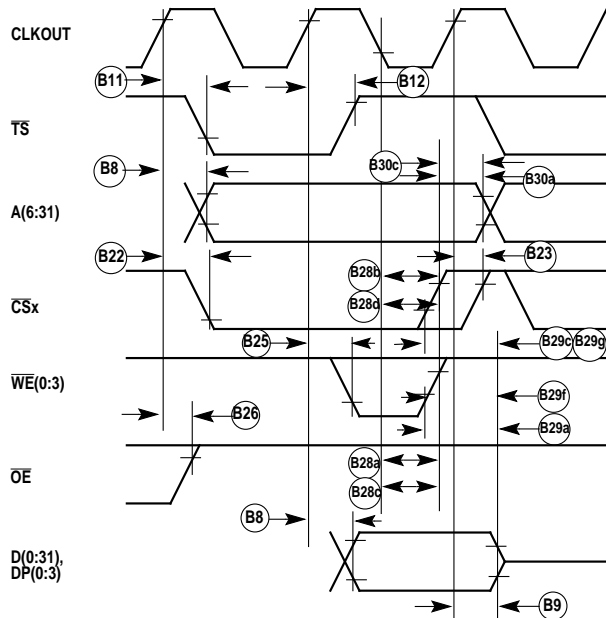 CLKOUT
B11
B12
TS
B8
B30c
B30a
A(6:31)
B22
B23
B28b
CSx
B28d
B25
B29c B29g
WE(0:3)
B29f
B26
B29a
OE
B28a
B28c
B8
D(0:31),
DP(0:3)
B9